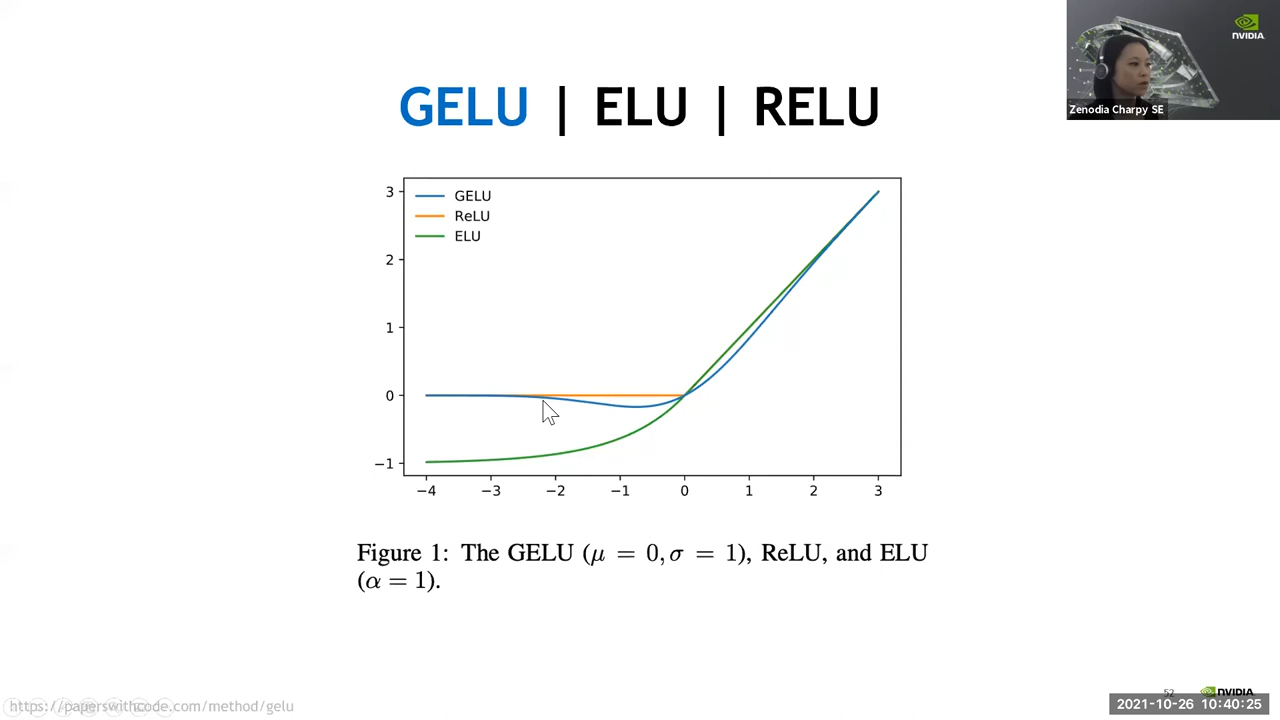 NVIDIA
Zenodia Charpy SE
GELU | ELU | RELU
GELU
ReLU
ELU
3
2
1
0
−1
−4 −3 −2 −1 0 1 2 3
Figure 1: The GELU (μ = 0, σ = 1), ReLU, and ELU
(α = 1).
https://paperswithcode.com/method/gelu
52
NVIDIA
2021-10-26 10:40:25